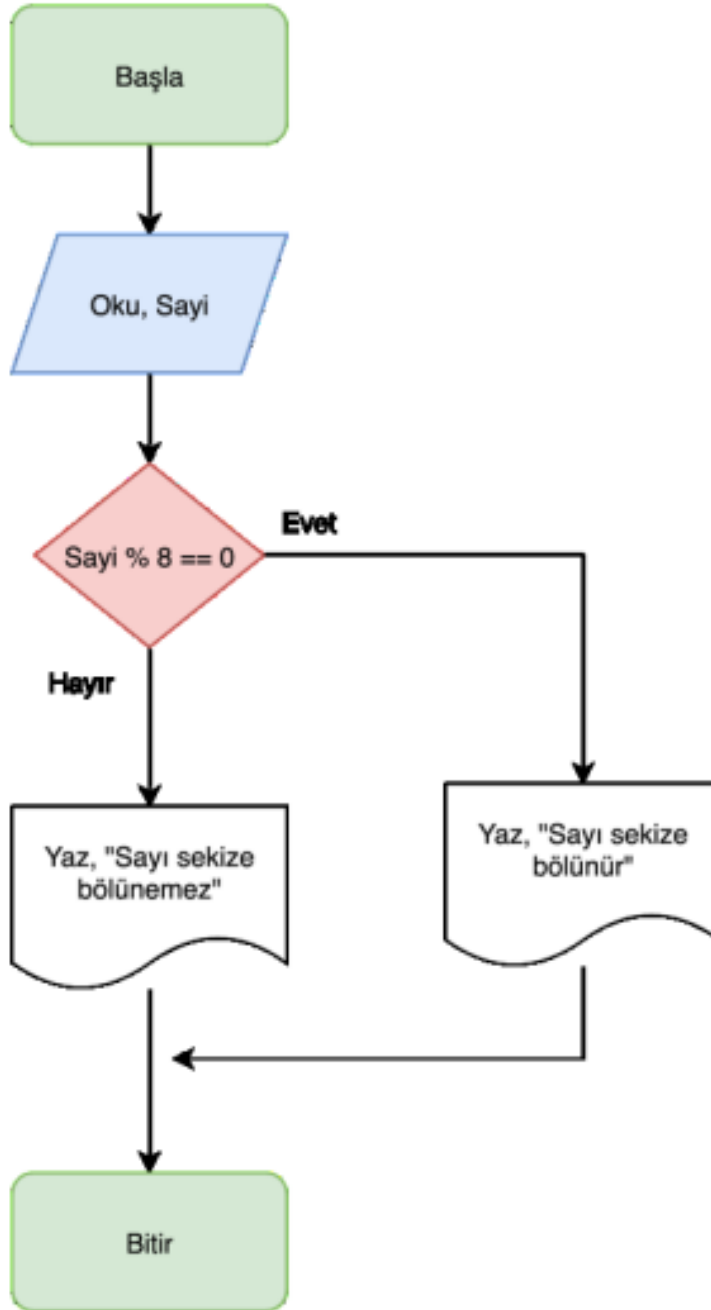 Başla
Oku, Sayi
Evet
Sayi % 8 == 0
Hayır
Yaz, "Sayı sekize
bölünemez"
Yaz, "Sayı sekize
bölünür"
Bitir